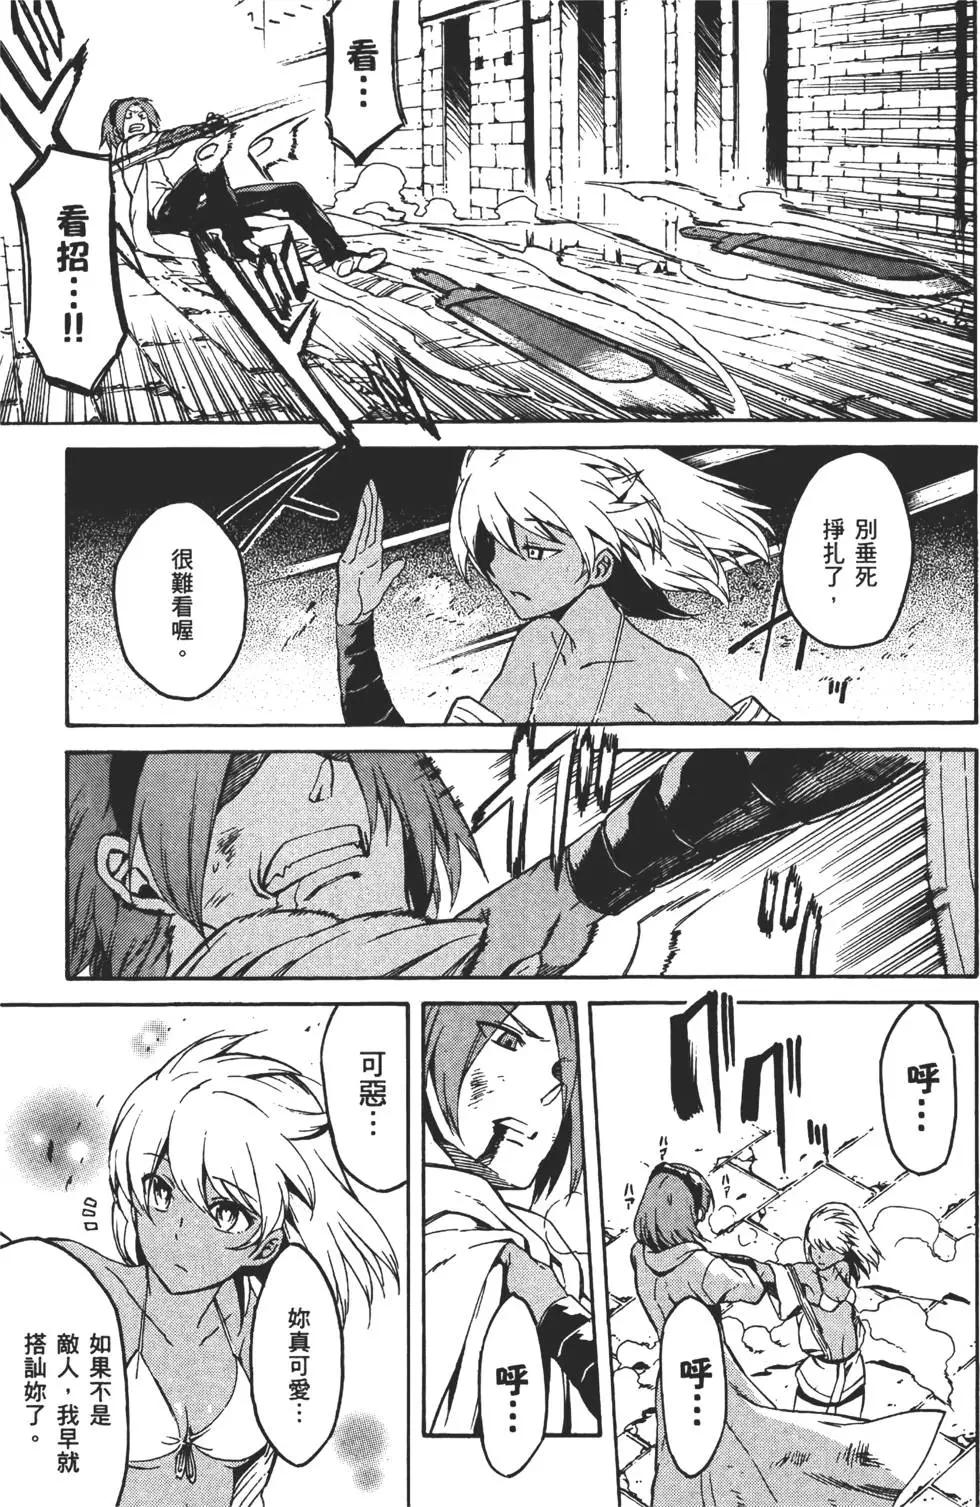 看…
看招…!!
別垂死
掙扎了，
很難看喔。
呼…
呼…
呼…
可惡…
妳真可愛…
如果不是
敵人，我早就
搭訕妳了。